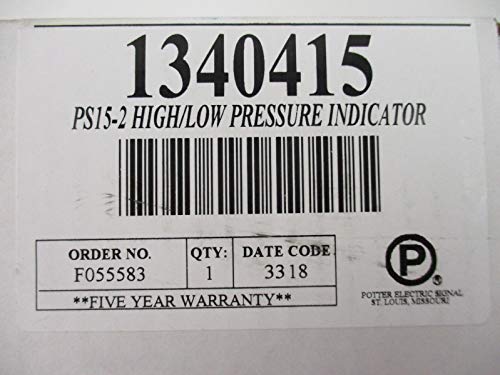 1340415
PS15-2 HIGH/LOW PRESSURE INDICATOR
ORDER NO. QTY: DATE CODE
F055583 1 3318
**FIVE YEAR WARRANTY**
P
®
POTTER ELECTRIC SIGNAL
ST. LOUIS, MISSOURI